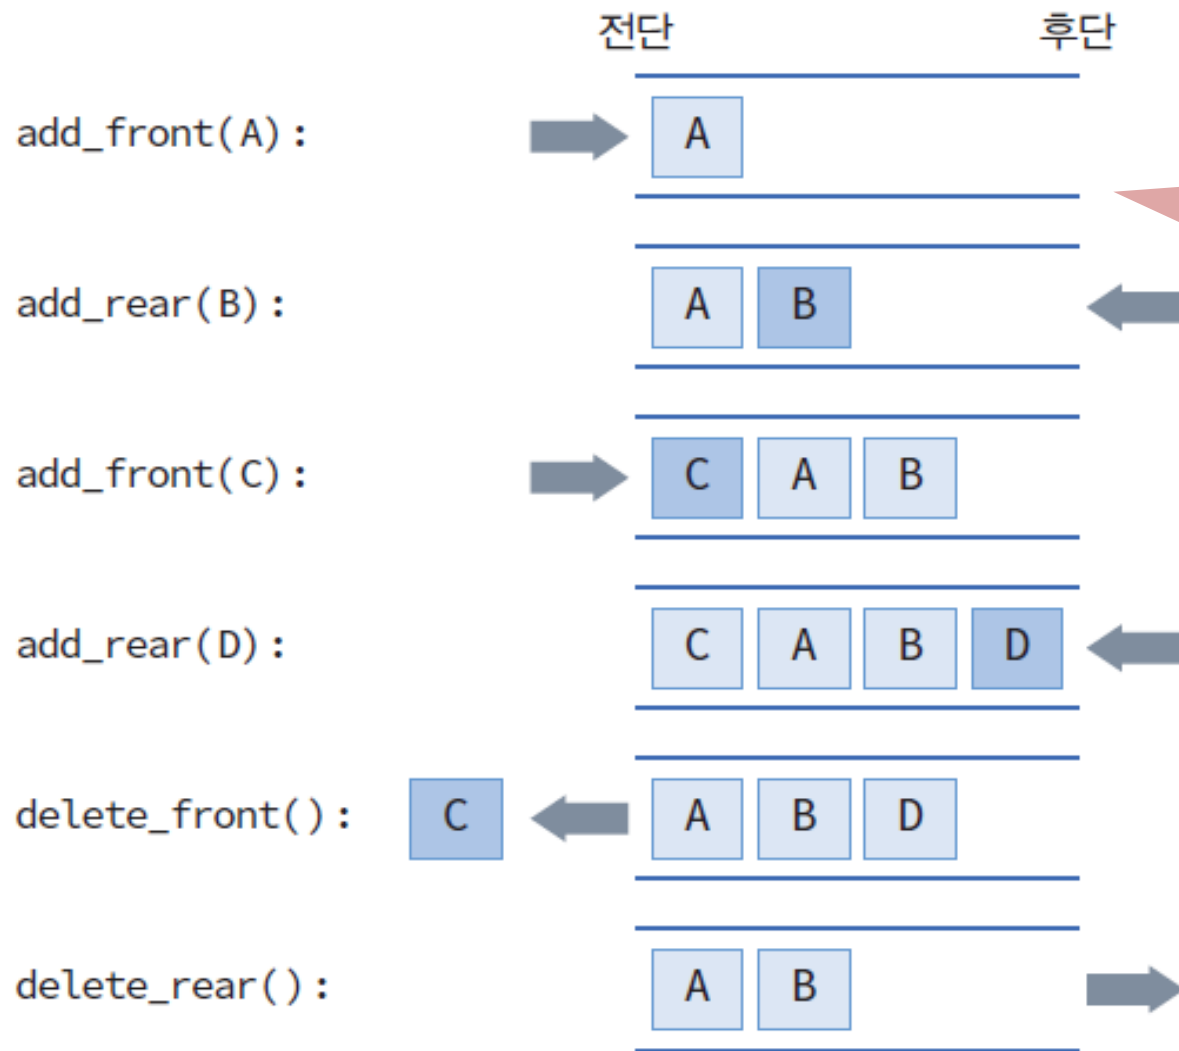 전단 후단
add_front(A): A
add_rear(B): A B
add_front(C): C A B
add_rear(D): C A B D
delete_front(): C A B D
delete_rear(): A B